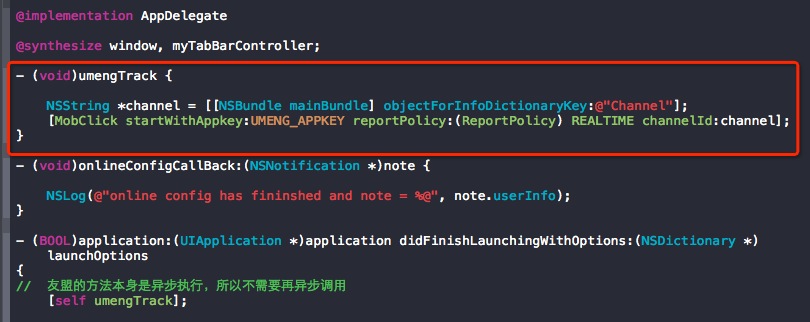 @implementation AppDelegate
@synthesize window, myTabBarController;
- (void)umengTrack {
NSString *channel = [[NSBundle mainBundle] objectForInfoDictionaryKey:@"Channel"];
[MobClick startWithAppkey:UMENG_APPKEY reportPolicy:(ReportPolicy) REALTIME channelId:channel];
}
- (void)onlineConfigCallBack:(NSNotification *)note {
NSLog(@"online config has fininshed and note = %@", note.userInfo);
}
- (BOOL)application:(UIApplication *)application didFinishLaunchingWithOptions:(NSDictionary *)
launchOptions
{
// 友盟的方法本身是异步执行，所以不需要再异步调用
[self umengTrack];